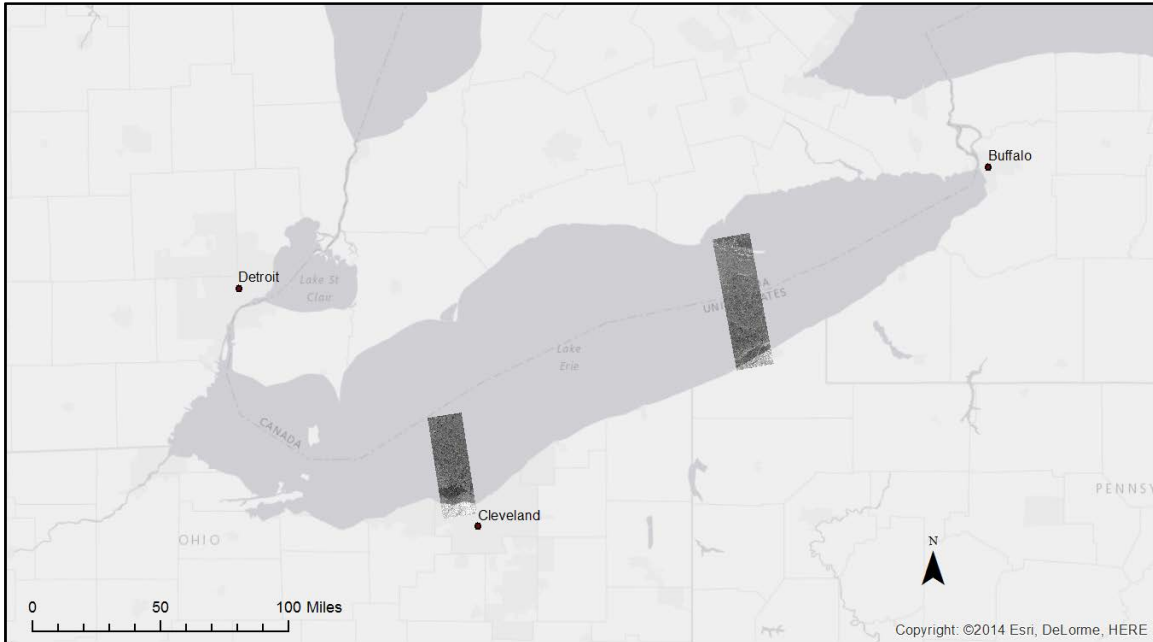 Buffalo
Detroit
Lake St
Clair
UNITED STATES
Lake
Erie
CANADA
Cleveland
PENNSY
OHIO
N
0 50 100 Miles
Copyright: ©2014 Esri, DeLorme, HERE